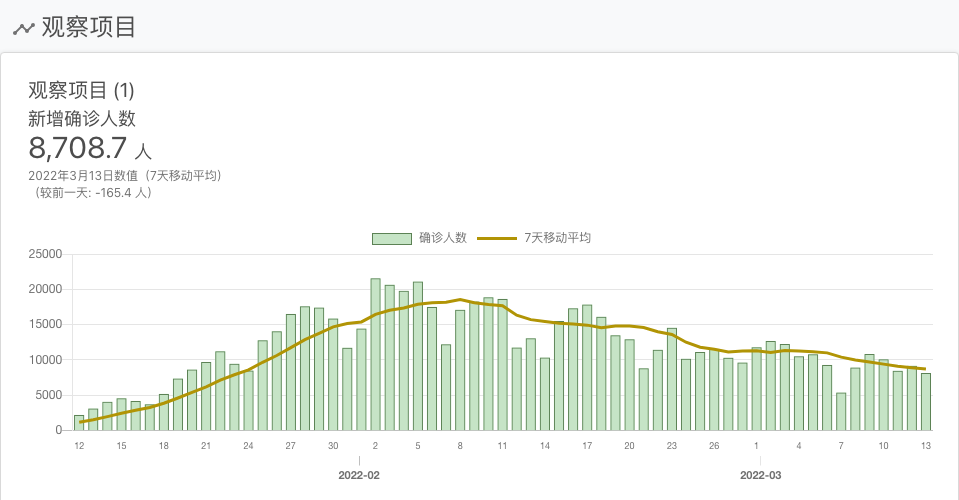 观察项目
观察项目 (1)
新增确诊人数
8,708.7 人
2022年3月13日数值（7天移动平均）
（较前一天: -165.4 人）
确诊人数 7天移动平均
25000
20000
15000
10000
5000
0
12 15 18 21 24 27 30 2 5 8 11 14 17 20 23 26 1 4 7 10 13
2022-02 2022-03